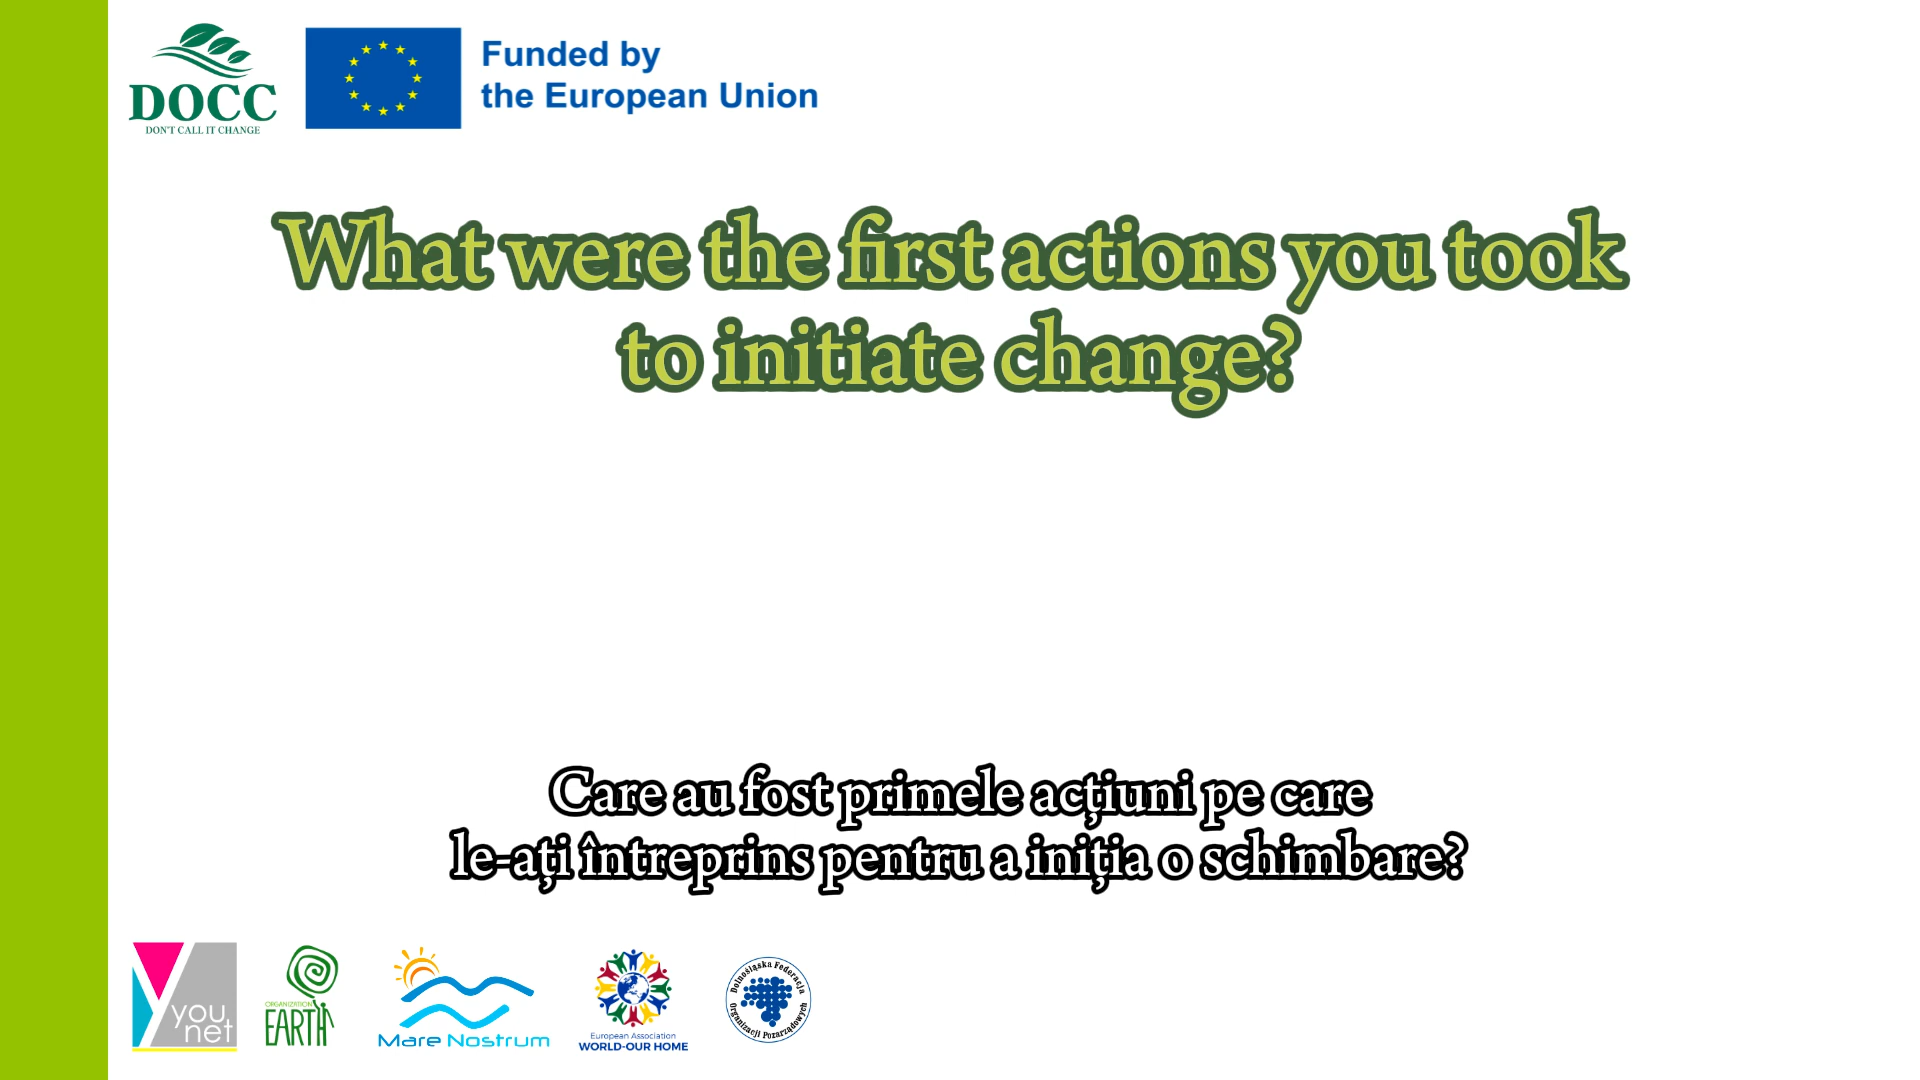 DOCC
DON'T CALL IT CHANGE
Funded by
the European Union
What were the first actions you took
to initiate change?
Care au fost primele acțiuni pe care
le-ați întreprins pentru a iniția o schimbare?
you
net
ORGANIZATION
EARTH
Mare Nostrum
European Association
WORLD-OUR HOME
Dolnośląska Federacja
Organizacji Pozarządowych